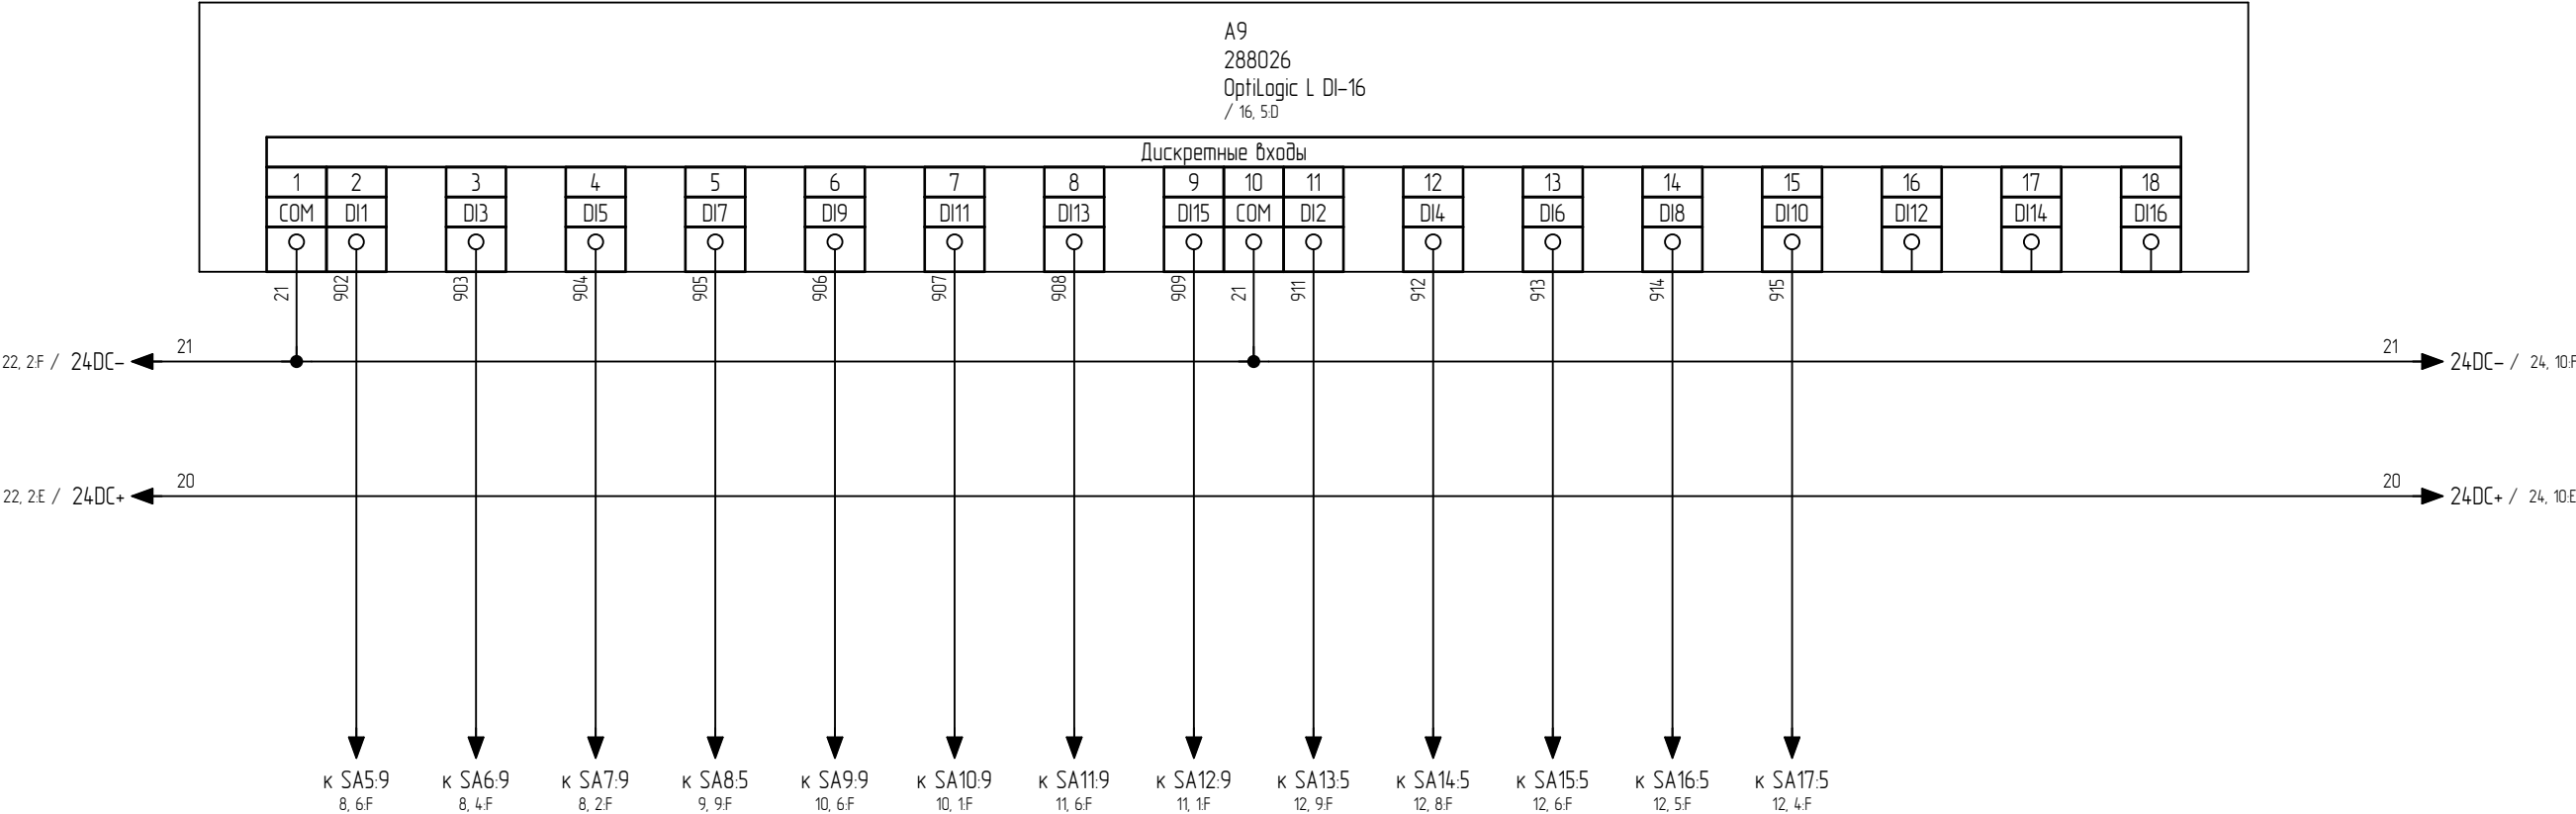 A9
288026
OptiLogic L DI-16
/ 16, 5:D
Дискретные входы
1 2 3 4 5 6 7 8 9 10 11 12 13 14 15 16 17 18
COM DI1 DI3 DI5 DI7 DI9 DI11 DI13 DI15 COM DI2 DI4 DI6 DI8 DI10 DI12 DI14 DI16
21 902 903 904 905 906 907 908 909 21 911 912 913 914 915
21 21
22, 2:F / 24DC- 24DC- / 24, 10:F
20 20
22, 2:E / 24DC+ 24DC+ / 24, 10:E
к SA5:9 к SA6:9 к SA7:9 к SA8:5 к SA9:9 к SA10:9 к SA11:9 к SA12:9 к SA13:5 к SA14:5 к SA15:5 к SA16:5 к SA17:5
8, 6:F 8, 4:F 8, 2:F 9, 9:F 10, 6:F 10, 1:F 11, 6:F 11, 1:F 12, 9:F 12, 8:F 12, 6:F 12, 5:F 12, 4:F